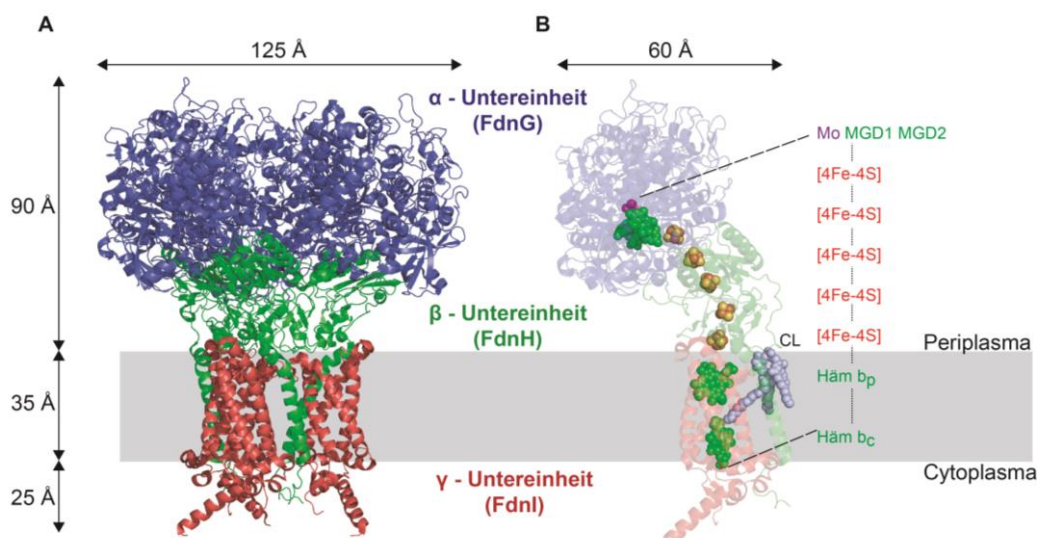 A
B
125 Å
60 Å
α - Untereinheit
(FdnG)
Mo MGD1 MGD2
[4Fe-4S]
[4Fe-4S]
90 Å
[4Fe-4S]
[4Fe-4S]
β - Untereinheit
(FdnH)
[4Fe-4S]
CL
Periplasma
Häm bp
35 Å
Häm bc
Cytoplasma
γ - Untereinheit
(FdnI)
25 Å